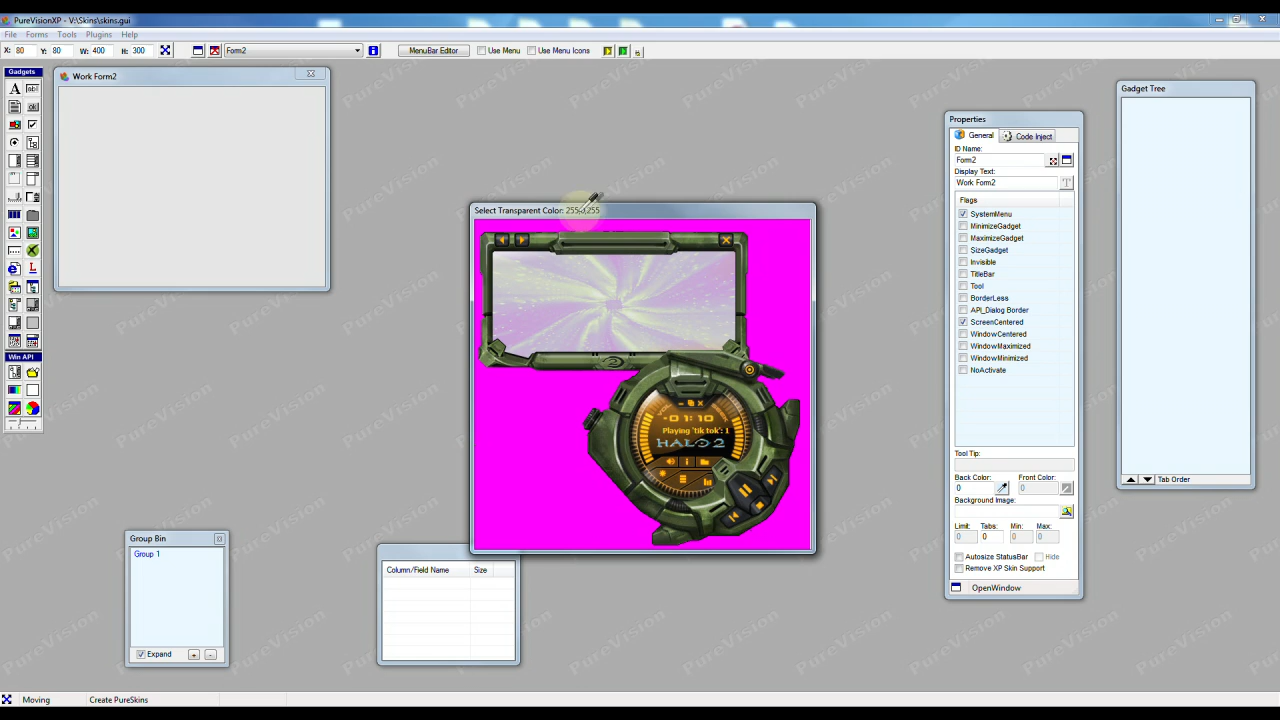 PureVisionXP - V:\Skins\skins.gui
File Forms Tools Plugins Help
X: 80 Y: 80 W: 400 H: 300 Form2 MenuBar Editor Use Menu Use Menu Icons
Gadgets
Work Form2
Win API
Select Transparent Color: 255,0,255
-01:10
Playing 'tik tok': 1
HALO 2
Group Bin
Group 1
Expand
Column/Field Name Size
Properties
General Code Inject
ID Name:
Form2
Display Text:
Work Form2
Flags
SystemMenu
MinimizeGadget
MaximizeGadget
SizeGadget
Invisible
TitleBar
Tool
BorderLess
API_Dialog Border
ScreenCentered
WindowCentered
WindowMaximized
WindowMinimized
NoActivate
Tool Tip:
Back Color: Front Color:
0 0
Background Image:
Limit: Tabs: Min: Max:
0 0 0 0
Autosize StatusBar Hide
Remove XP Skin Support
OpenWindow
Gadget Tree
Tab Order
Moving Create PureSkins
PureVision